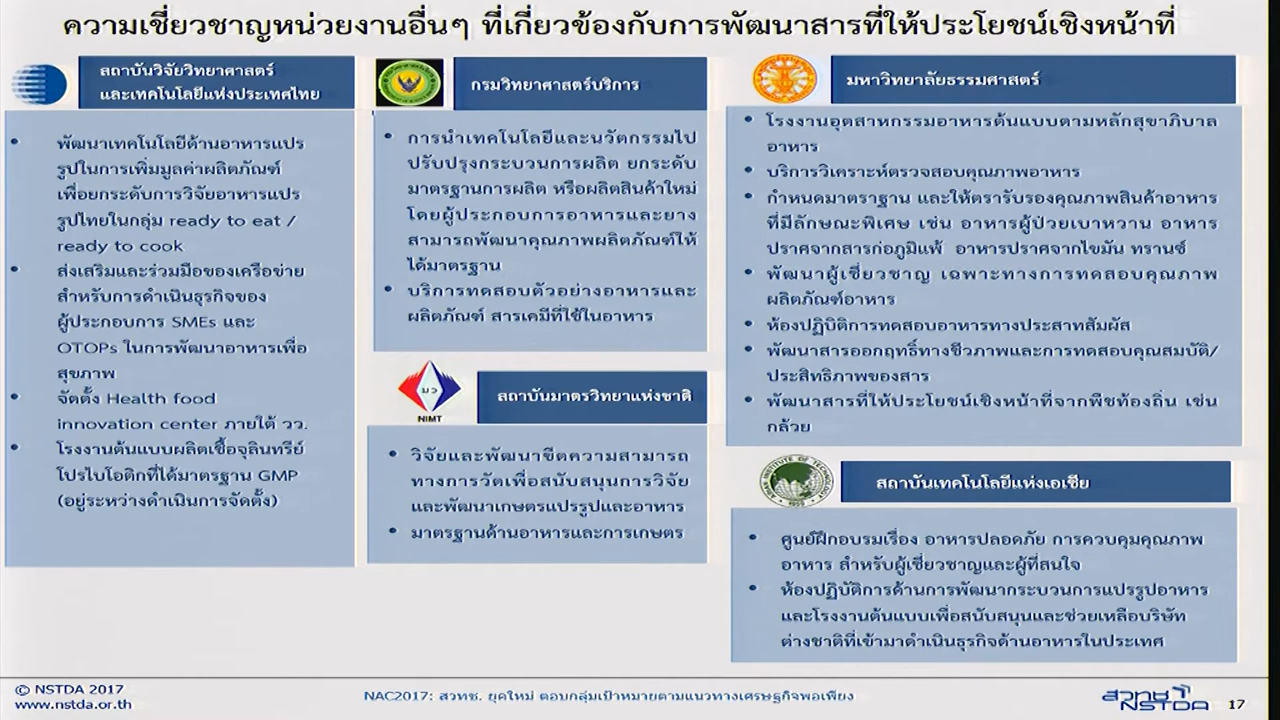 ความเชี่ยวชาญหน่วยงานอื่นๆ ที่เกี่ยวข้องกับการพัฒนาสารที่ให้ประโยชน์เชิงหน้าที่
สถาบันวิจัยวิทยาศาสตร์
และเทคโนโลยีแห่งประเทศไทย
พัฒนาเทคโนโลยีด้านอาหารแปร
รูปในการเพิ่มมูลค่าผลิตภัณฑ์
เพื่อยกระดับการวิจัยอาหารแปร
รูปไทยในกลุ่ม ready to eat /
ready to cook
ส่งเสริมและร่วมมือของเครือข่าย
สำหรับการดำเนินธุรกิจของ
ผู้ประกอบการ SMEs และ
OTOPs ในการพัฒนาอาหารเพื่อ
สุขภาพ
จัดตั้ง Health food
innovation center ภายใต้ วว.
โรงงานต้นแบบผลิตเชื้อจุลินทรีย์
โปรไบโอติกที่ได้มาตรฐาน GMP
(อยู่ระหว่างดำเนินการจัดตั้ง)
กรมวิทยาศาสตร์บริการ
การนำเทคโนโลยีและนวัตกรรมไป
ปรับปรุงกระบวนการผลิต ยกระดับ
มาตรฐานการผลิต หรือผลิตสินค้าใหม่
โดยผู้ประกอบการอาหารและยาง
สามารถพัฒนาคุณภาพผลิตภัณฑ์ให้
ได้มาตรฐาน
บริการทดสอบตัวอย่างอาหารและ
ผลิตภัณฑ์ สารเคมีที่ใช้ในอาหาร
มว
NIMT
สถาบันมาตรวิทยาแห่งชาติ
วิจัยและพัฒนาขีดความสามารถ
ทางการวัดเพื่อสนับสนุนการวิจัย
และพัฒนาเกษตรแปรรูปและอาหาร
มาตรฐานด้านอาหารและการเกษตร
มหาวิทยาลัยธรรมศาสตร์
โรงงานอุตสาหกรรมอาหารต้นแบบตามหลักสุขาภิบาล
อาหาร
บริการวิเคราะห์ตรวจสอบคุณภาพอาหาร
กำหนดมาตราฐาน และให้ตรารับรองคุณภาพสินค้าอาหาร
ที่มีลักษณะพิเศษ เช่น อาหารผู้ป่วยเบาหวาน อาหาร
ปราศจากสารก่อภูมิแพ้ อาหารปราศจากไขมัน ทรานซ์
พัฒนาผู้เชี่ยวชาญ เฉพาะทางการทดสอบคุณภาพ
ผลิตภัณฑ์อาหาร
ห้องปฏิบิติการทดสอบอาหารทางประสาทสัมผัส
พัฒนาสารออกฤทธิ์ทางชีวภาพและการทดสอบคุณสมบัติ/
ประสิทธิภาพของสาร
พัฒนาสารที่ให้ประโยชน์เชิงหน้าที่จากพืชท้องถิ่น เช่น
กล้วย
ASIAN INSTITUTE OF TECHNOLOGY
1959
สถาบันเทคโนโลยีแห่งเอเชีย
ศูนย์ฝึกอบรมเรื่อง อาหารปลอดภัย การควบคุมคุณภาพ
อาหาร สำหรับผู้เชี่ยวชาญและผู้ที่สนใจ
ห้องปฏิบัติการด้านการพัฒนากระบวนการแปรรูปอาหาร
และโรงงานต้นแบบเพื่อสนับสนุนและช่วยเหลือบริษัท
ต่างชาติที่เข้ามาดำเนินธุรกิจด้านอาหารในประเทศ
© NSTDA 2017
www.nstda.or.th
NAC2017: สวทช. ยุคใหม่ ตอบกลุ่มเป้าหมายตามแนวทางเศรษฐกิจพอเพียง
สวทช
NSTDA
17